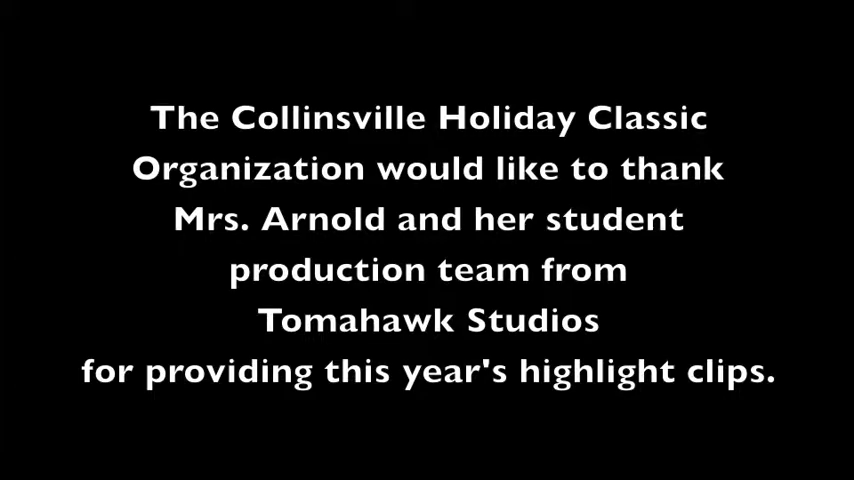 The Collinsville Holiday Classic
Organization would like to thank
Mrs. Arnold and her student
production team from
Tomahawk Studios
for providing this year's highlight clips.